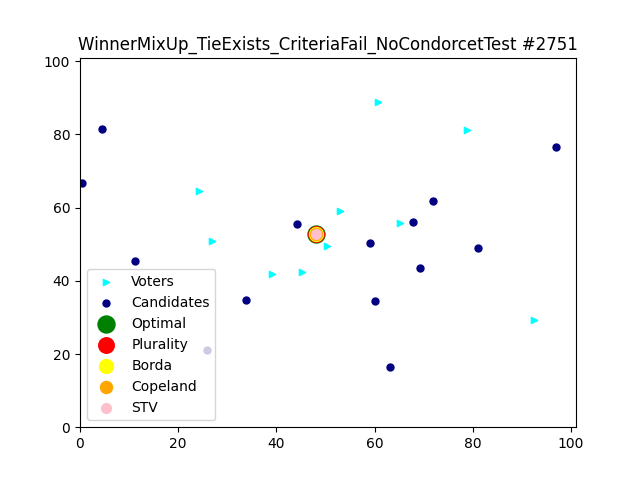 WinnerMixUp_TieExists_CriteriaFail_NoCondorcetTest #2751
100
80
60
40
20
0
Voters
Candidates
Optimal
Plurality
Borda
Copeland
STV
0 20 40 60 80 100